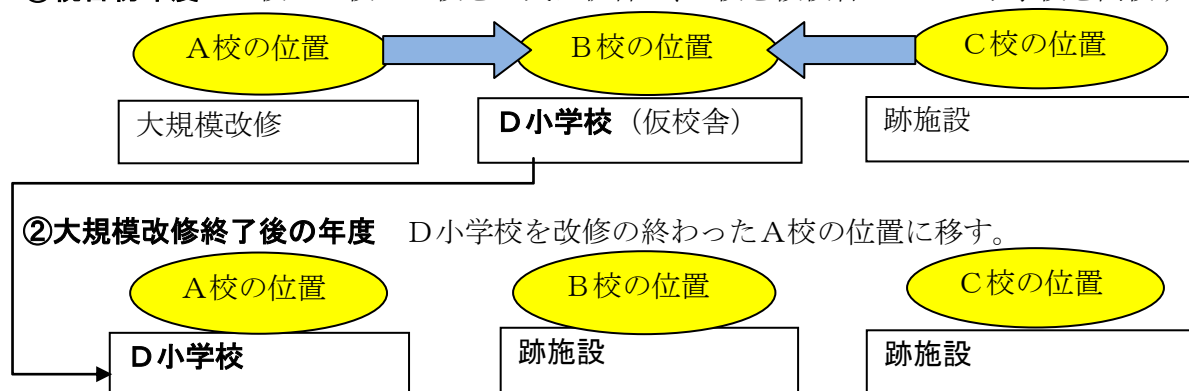 A校の位置
B校の位置
C校の位置
大規模改修
D小学校（仮校舎）
跡施設
②大規模改修終了後の年度　D小学校を改修の終わったA校の位置に移す。
A校の位置
B校の位置
C校の位置
D小学校
跡施設
跡施設